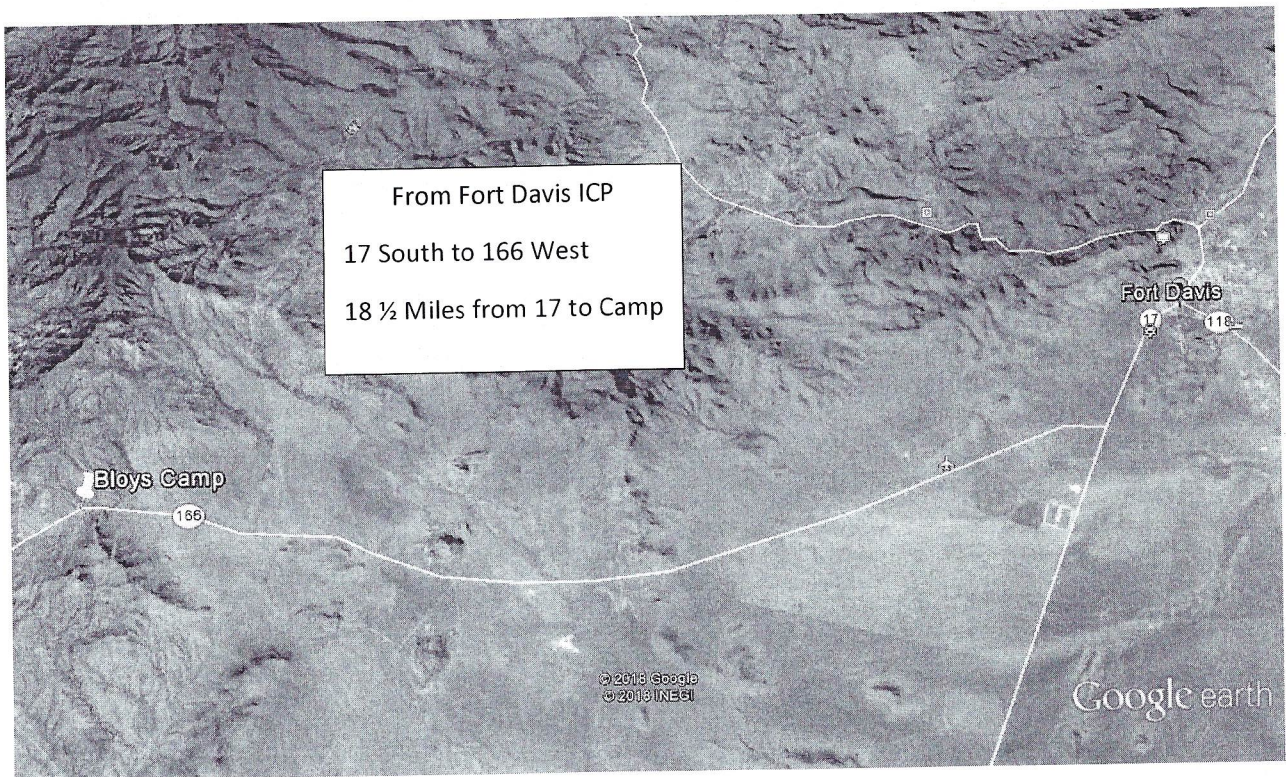 From Fort Davis ICP
17 South to 166 West
18 ½ Miles from 17 to Camp
Fort Davis
17
118
Bloys Camp
166
© 2018 Google
© 2018 INEGI
Google earth